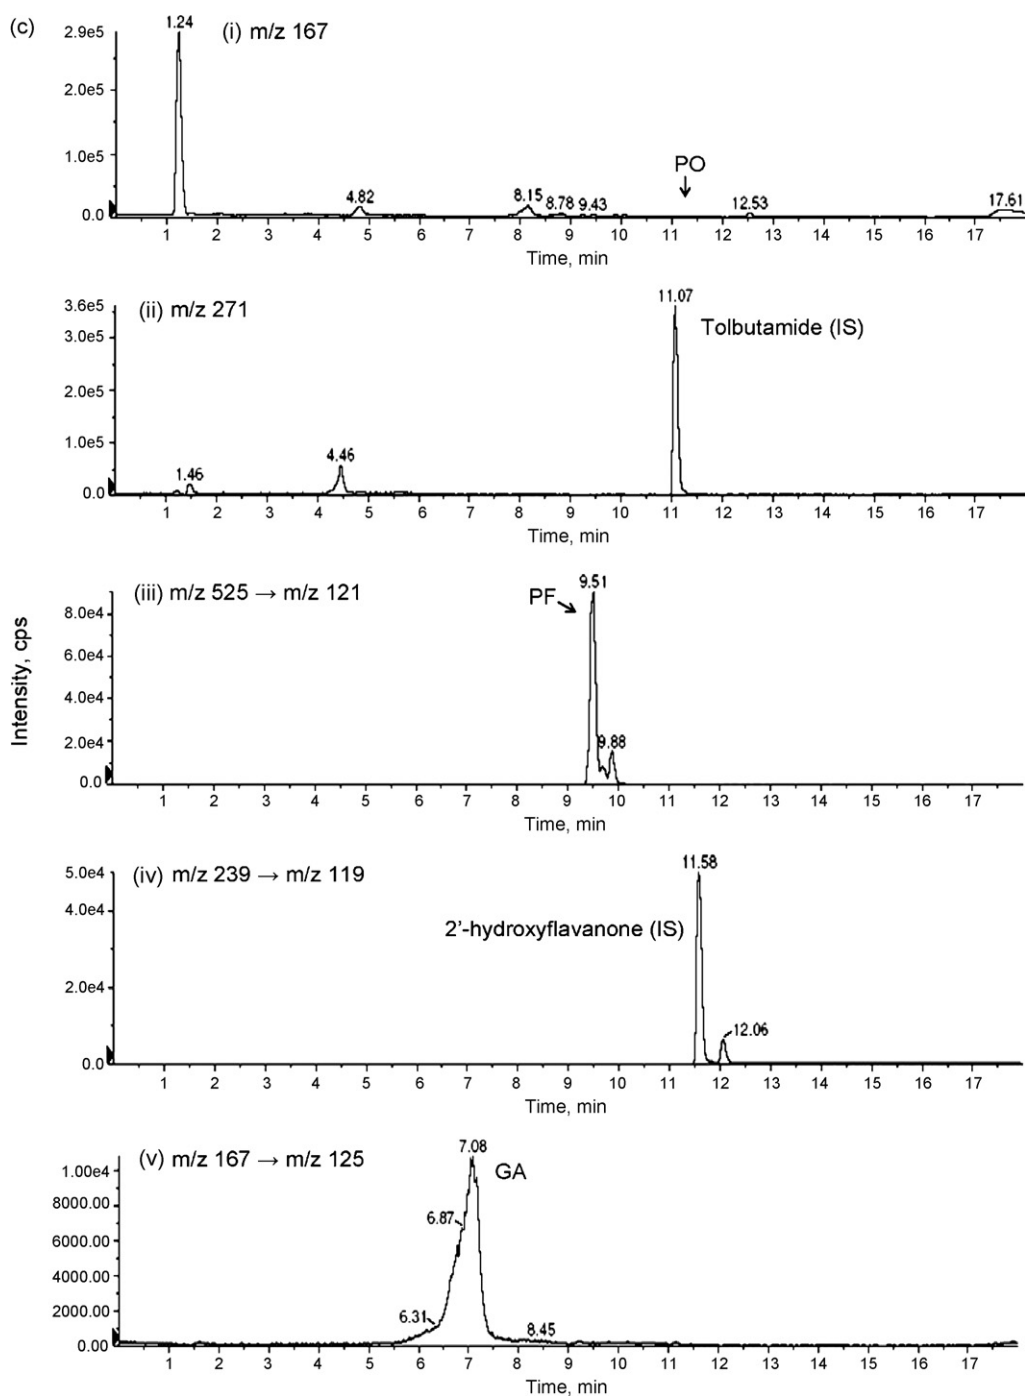 (c)
(i) m/z 167
1.24
2.9e5
2.0e5
1.0e5
0.0
4.82
8.15
8.78
9.43
PO
12.53
17.61
1 2 3 4 5 6 7 8 9 10 11 12 13 14 15 16 17
Time, min
(ii) m/z 271
3.6e5
3.0e5
2.0e5
1.0e5
0.0
1.46
4.46
11.07
Tolbutamide (IS)
1 2 3 4 5 6 7 8 9 10 11 12 13 14 15 16 17
Time, min
Intensity, cps
(iii) m/z 525 → m/z 121
8.0e4
6.0e4
4.0e4
2.0e4
0.0
PF
9.51
9.88
1 2 3 4 5 6 7 8 9 10 11 12 13 14 15 16 17
Time, min
(iv) m/z 239 → m/z 119
5.0e4
4.0e4
2.0e4
0.0
11.58
2'-hydroxyflavanone (IS)
12.06
1 2 3 4 5 6 7 8 9 10 11 12 13 14 15 16 17
Time, min
(v) m/z 167 → m/z 125
1.00e4
8000.00
6000.00
4000.00
2000.00
0.00
7.08
GA
6.87
6.31
8.45
1 2 3 4 5 6 7 8 9 10 11 12 13 14 15 16 17
Time, min